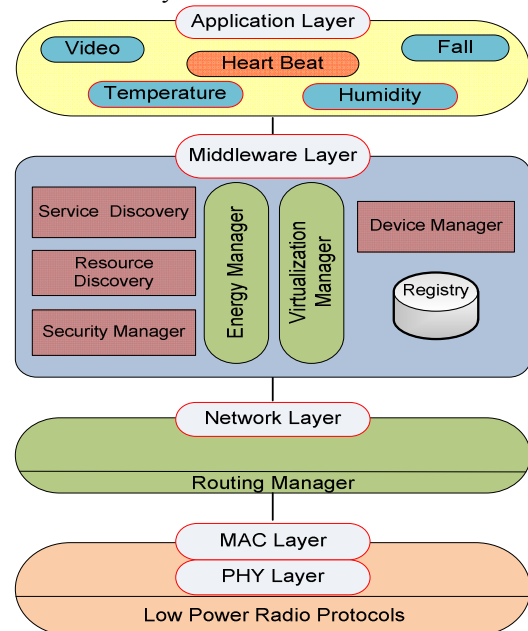 Application Layer
Video
Fall
Heart Beat
Temperature
Humidity
Middleware Layer
Service Discovery
Resource
Discovery
Security Manager
Energy Manager
Virtualization
Manager
Device Manager
Registry
Network Layer
Routing Manager
MAC Layer
PHY Layer
Low Power Radio Protocols